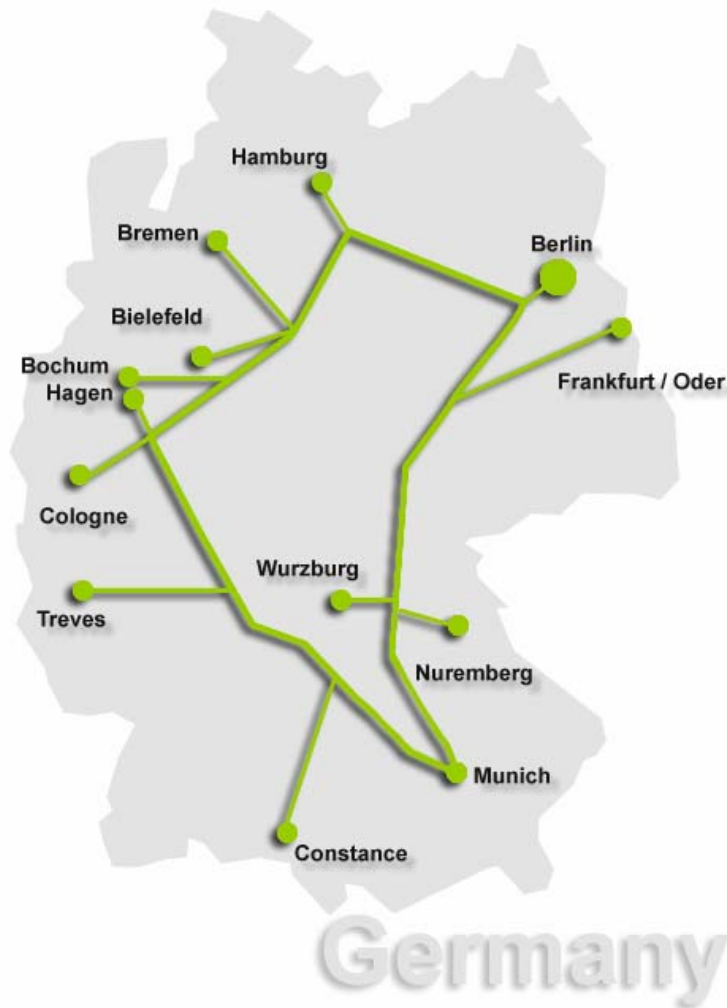 Hamburg
Bremen
Berlin
Bielefeld
Bochum
Hagen
Frankfurt / Oder
Cologne
Wurzburg
Treves
Nuremberg
Munich
Constance
Germany